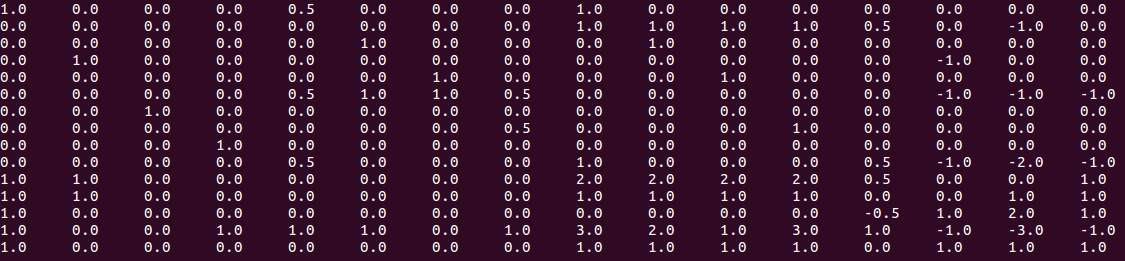 1.0 0.0 0.0 0.0 0.5 0.0 0.0 0.0 1.0 0.0 0.0 0.0 0.0 0.0 0.0 0.0
0.0 0.0 0.0 0.0 0.0 0.0 0.0 0.0 1.0 1.0 1.0 1.0 0.5 0.0 -1.0 0.0
0.0 0.0 0.0 0.0 0.0 1.0 0.0 0.0 0.0 1.0 0.0 0.0 0.0 0.0 0.0 0.0
0.0 1.0 0.0 0.0 0.0 0.0 0.0 0.0 0.0 0.0 0.0 0.0 0.0 -1.0 0.0 0.0
0.0 0.0 0.0 0.0 0.0 0.0 1.0 0.0 0.0 0.0 1.0 0.0 0.0 0.0 0.0 0.0
0.0 0.0 0.0 0.0 0.5 1.0 1.0 0.5 0.0 0.0 0.0 0.0 0.0 -1.0 -1.0 -1.0
0.0 0.0 1.0 0.0 0.0 0.0 0.0 0.0 0.0 0.0 0.0 0.0 0.0 0.0 0.0 0.0
0.0 0.0 0.0 0.0 0.0 0.0 0.0 0.5 0.0 0.0 0.0 1.0 0.0 0.0 0.0 0.0
0.0 0.0 0.0 1.0 0.0 0.0 0.0 0.0 0.0 0.0 0.0 0.0 0.0 0.0 0.0 0.0
0.0 0.0 0.0 0.0 0.5 0.0 0.0 0.0 1.0 0.0 0.0 0.0 0.5 -1.0 -2.0 -1.0
1.0 1.0 0.0 0.0 0.0 0.0 0.0 0.0 2.0 2.0 2.0 2.0 0.5 0.0 0.0 1.0
1.0 1.0 0.0 0.0 0.0 0.0 0.0 0.0 1.0 1.0 1.0 1.0 0.0 0.0 1.0 1.0
1.0 0.0 0.0 0.0 0.0 0.0 0.0 0.0 0.0 0.0 0.0 0.0 -0.5 1.0 2.0 1.0
1.0 0.0 0.0 1.0 1.0 1.0 0.0 1.0 3.0 2.0 1.0 3.0 1.0 -1.0 -3.0 -1.0
1.0 0.0 0.0 0.0 0.0 0.0 0.0 0.0 1.0 1.0 1.0 1.0 0.0 1.0 1.0 1.0